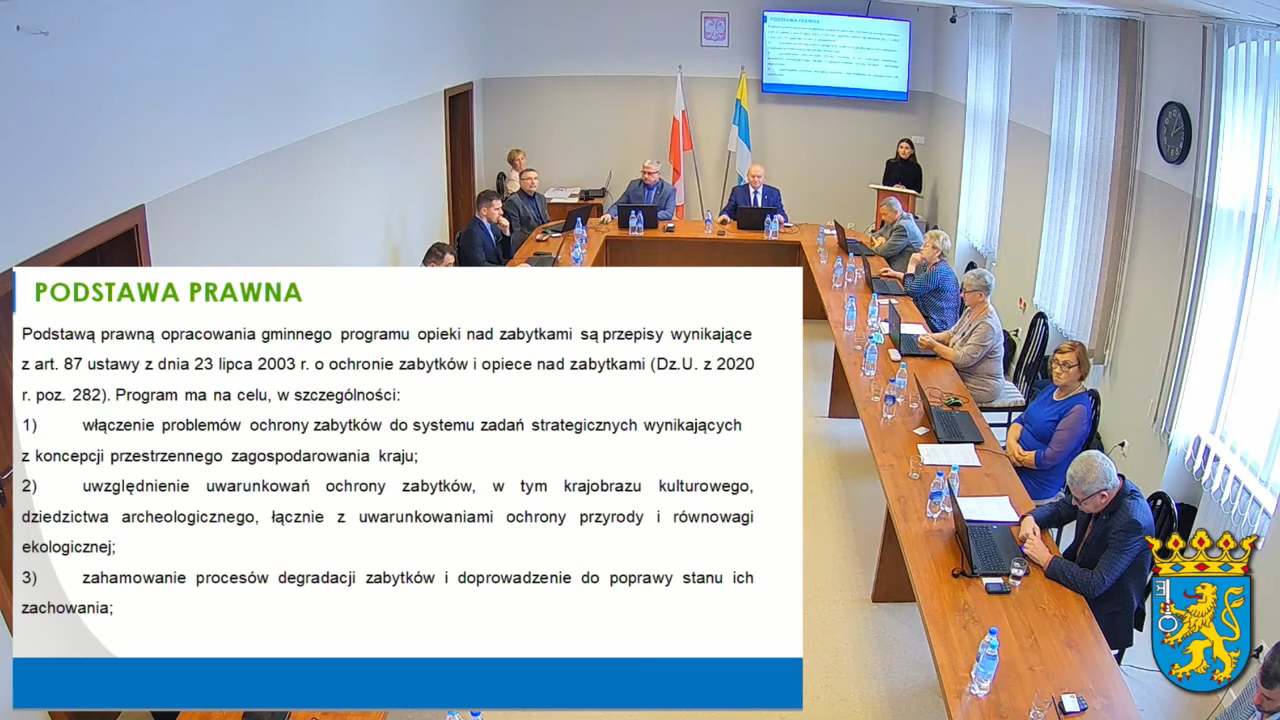 PODSTAWA PRAWNA
PODSTAWA PRAWNA
Podstawą prawną opracowania gminnego programu opieki nad zabytkami są przepisy wynikające
z art. 87 ustawy z dnia 23 lipca 2003 r. o ochronie zabytków i opiece nad zabytkami (Dz.U. z 2020
r. poz. 282). Program ma na celu, w szczególności:
1) włączenie problemów ochrony zabytków do systemu zadań strategicznych wynikających
z koncepcji przestrzennego zagospodarowania kraju;
2) uwzględnienie uwarunkowań ochrony zabytków, w tym krajobrazu kulturowego,
dziedzictwa archeologicznego, łącznie z uwarunkowaniami ochrony przyrody i równowagi
ekologicznej;
3) zahamowanie procesów degradacji zabytków i doprowadzenie do poprawy stanu ich
zachowania;